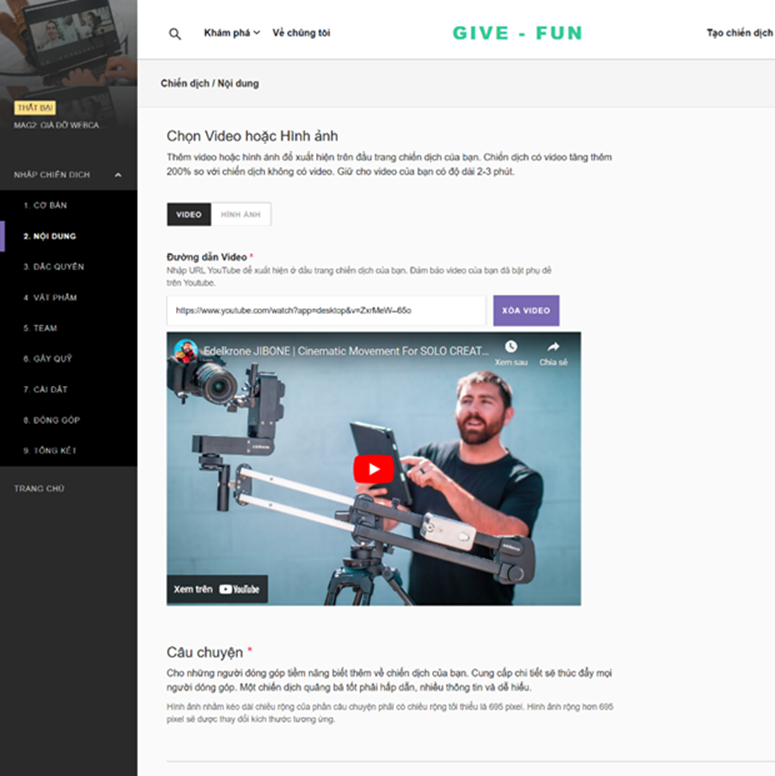 Khám phá
Về chúng tôi
GIVE - FUN
Tạo chiến dịch
THẤT BẠI
MAG2: GIÁ ĐỠ WEBCA...
NHẬP CHIẾN DỊCH
1. CƠ BẢN
2. NỘI DUNG
3. ĐẶC QUYỀN
4. VẬT PHẨM
5. TEAM
6. GÂY QUỸ
7. CÀI ĐẶT
8. ĐÓNG GÓP
9. TỔNG KẾT
TRANG CHỦ
Chiến dịch / Nội dung
Chọn Video hoặc Hình ảnh
Thêm video hoặc hình ảnh để xuất hiện trên đầu trang chiến dịch của bạn. Chiến dịch có video tăng thêm
200% so với chiến dịch không có video. Giữ cho video của bạn có độ dài 2-3 phút.
VIDEO
HÌNH ẢNH
Đường dẫn Video *
Nhập URL YouTube để xuất hiện ở đầu trang chiến dịch của bạn. Đảm bảo video của bạn đã bật phụ đề
trên Youtube.
https://www.youtube.com/watch?app=desktop&v=ZxrMeW--65o
XÓA VIDEO
Edelkrone JIBONE | Cinematic Movement For SOLO CREAT...
Xem sau
Chia sẻ
Xem trên YouTube
Câu chuyện *
Cho những người đóng góp tiềm năng biết thêm về chiến dịch của bạn. Cung cấp chi tiết sẽ thúc đẩy mọi
người đóng góp. Một chiến dịch quảng bá tốt phải hấp dẫn, nhiều thông tin và dễ hiểu.
Hình ảnh nhằm kéo dài chiều rộng của phần câu chuyện phải có chiều rộng tối thiểu là 695 pixel. Hình ảnh rộng hơn 695
pixel sẽ được thay đổi kích thước tương ứng.